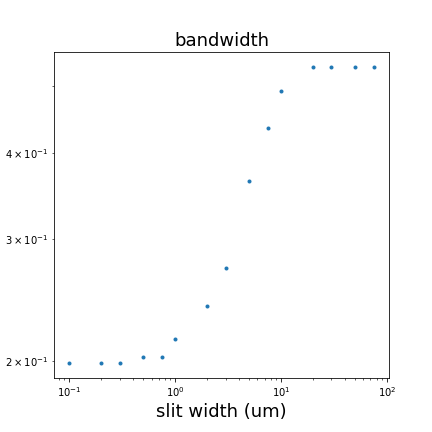 bandwidth
4 × 10⁻¹
3 × 10⁻¹
2 × 10⁻¹
10⁻¹ 10⁰ 10¹ 10²
slit width (um)